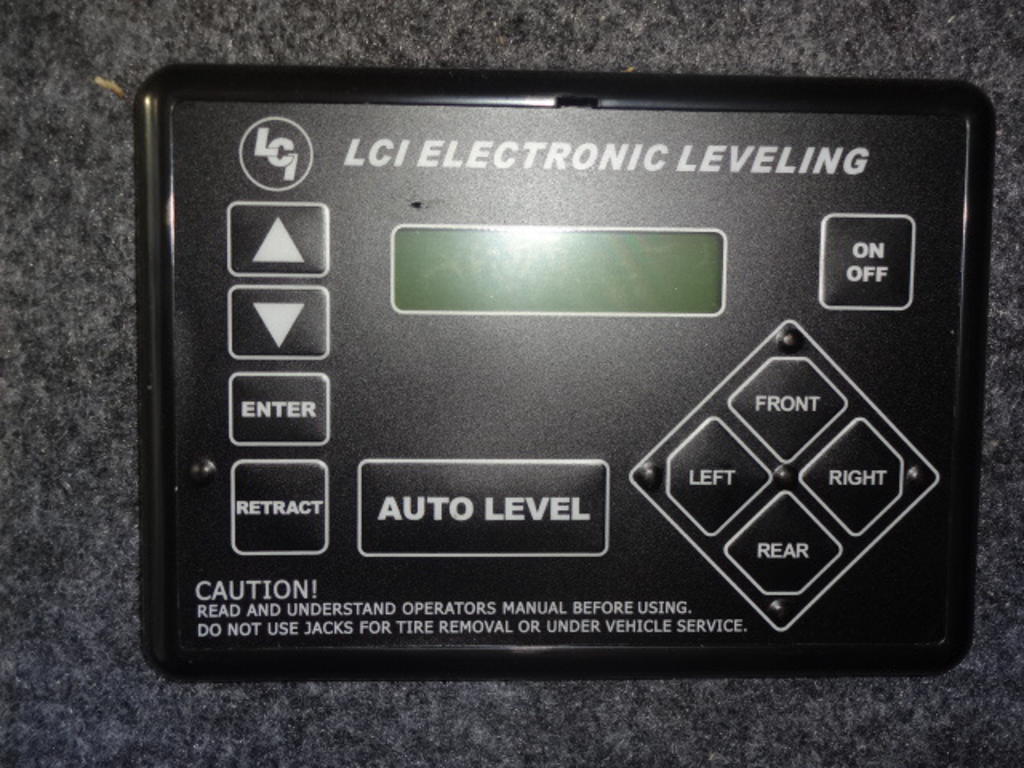 LCI
LCI ELECTRONIC LEVELING
ON
OFF
FRONT
ENTER
LEFT
RIGHT
RETRACT
AUTO LEVEL
REAR
CAUTION!
READ AND UNDERSTAND OPERATORS MANUAL BEFORE USING.
DO NOT USE JACKS FOR TIRE REMOVAL OR UNDER VEHICLE SERVICE.